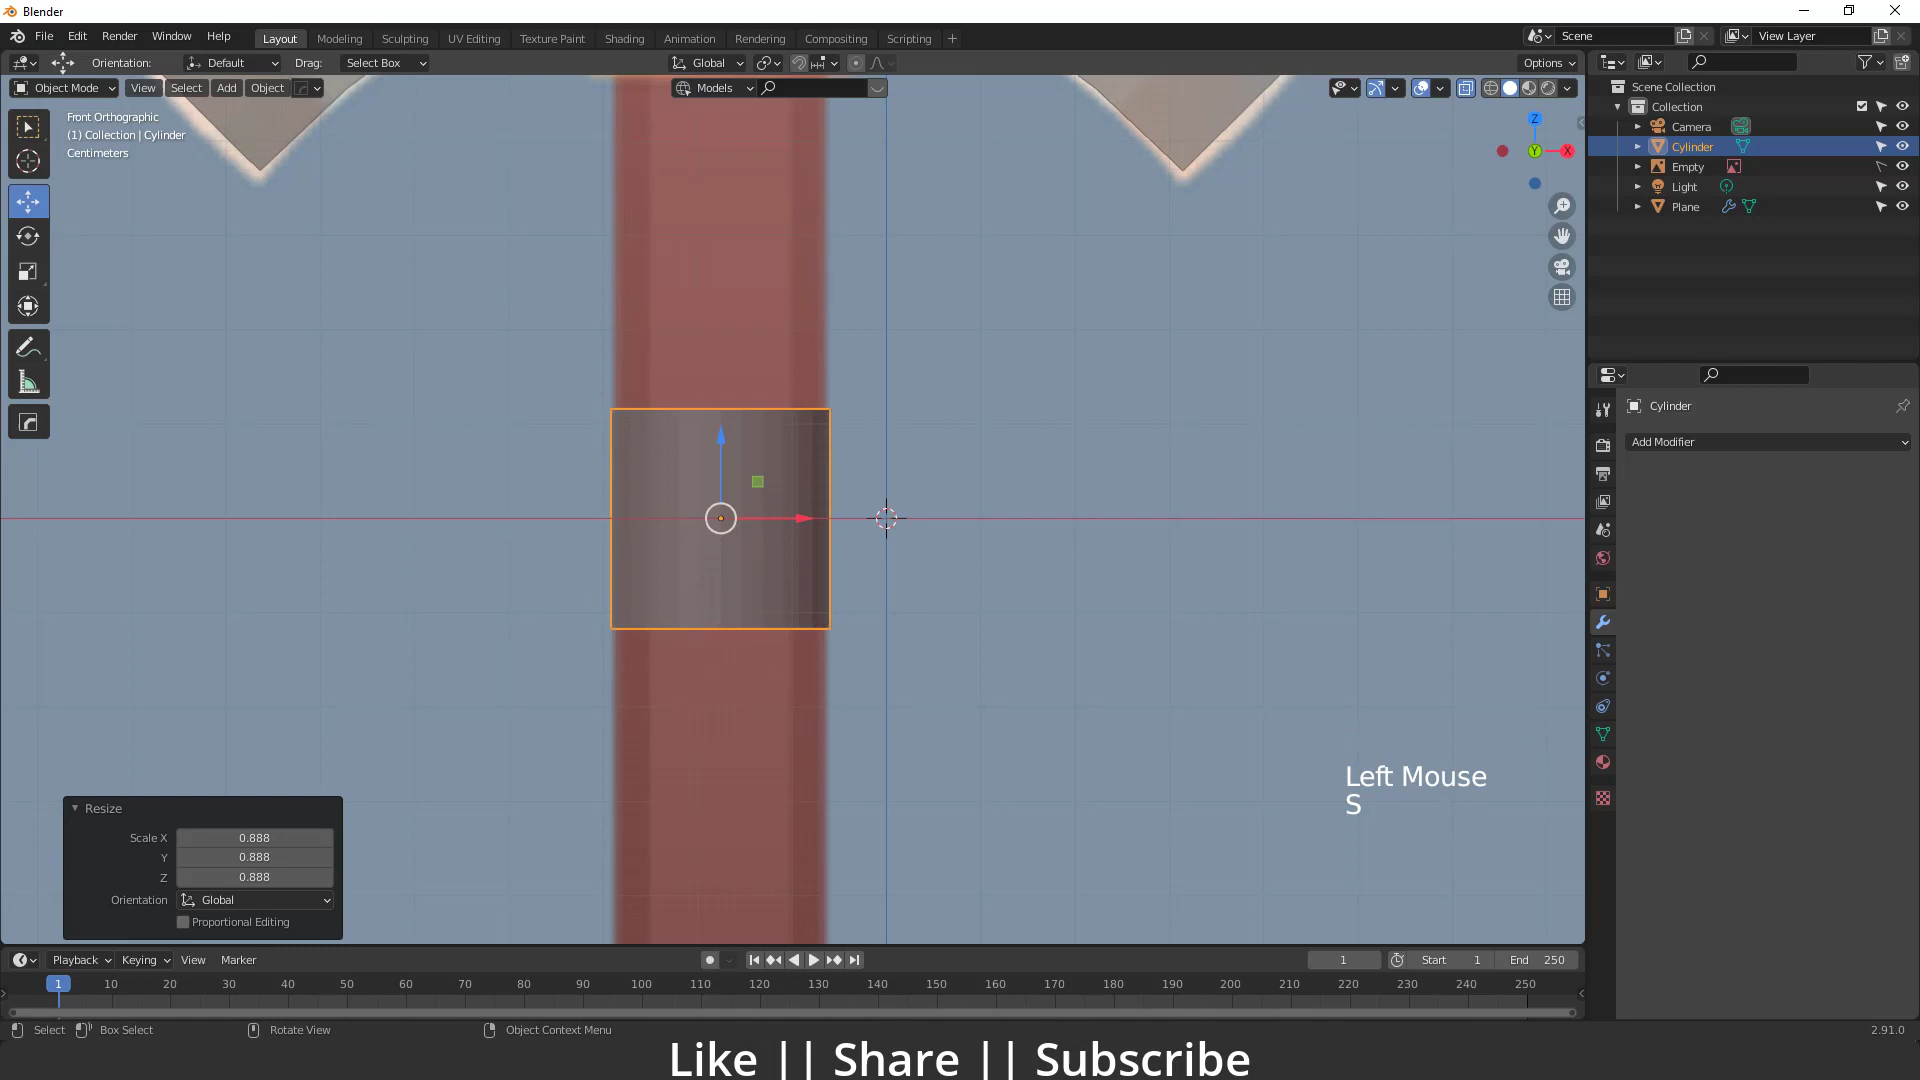 Blender
File Edit Render Window Help Layout Modeling Sculpting UV Editing Texture Paint Shading Animation Rendering Compositing Scripting + Scene View Layer
Orientation: Default Drag: Select Box Global Options
Object Mode View Select Add Object Models
Front Orthographic
(1) Collection | Cylinder
Centimeters
Z
Y
X
Scene Collection
Collection
Camera
Cylinder
Empty
Light
Plane
Cylinder
Add Modifier
Left Mouse
S
Resize
Scale X 0.888
Y 0.888
Z 0.888
Orientation Global
Proportional Editing
Playback Keying View Marker 1 Start 1 End 250
1 10 20 30 40 50 60 70 80 90 100 110 120 130 140 150 160 170 180 190 200 210 220 230 240 250
Select Box Select Rotate View Object Context Menu 2.91.0
Like || Share || Subscribe